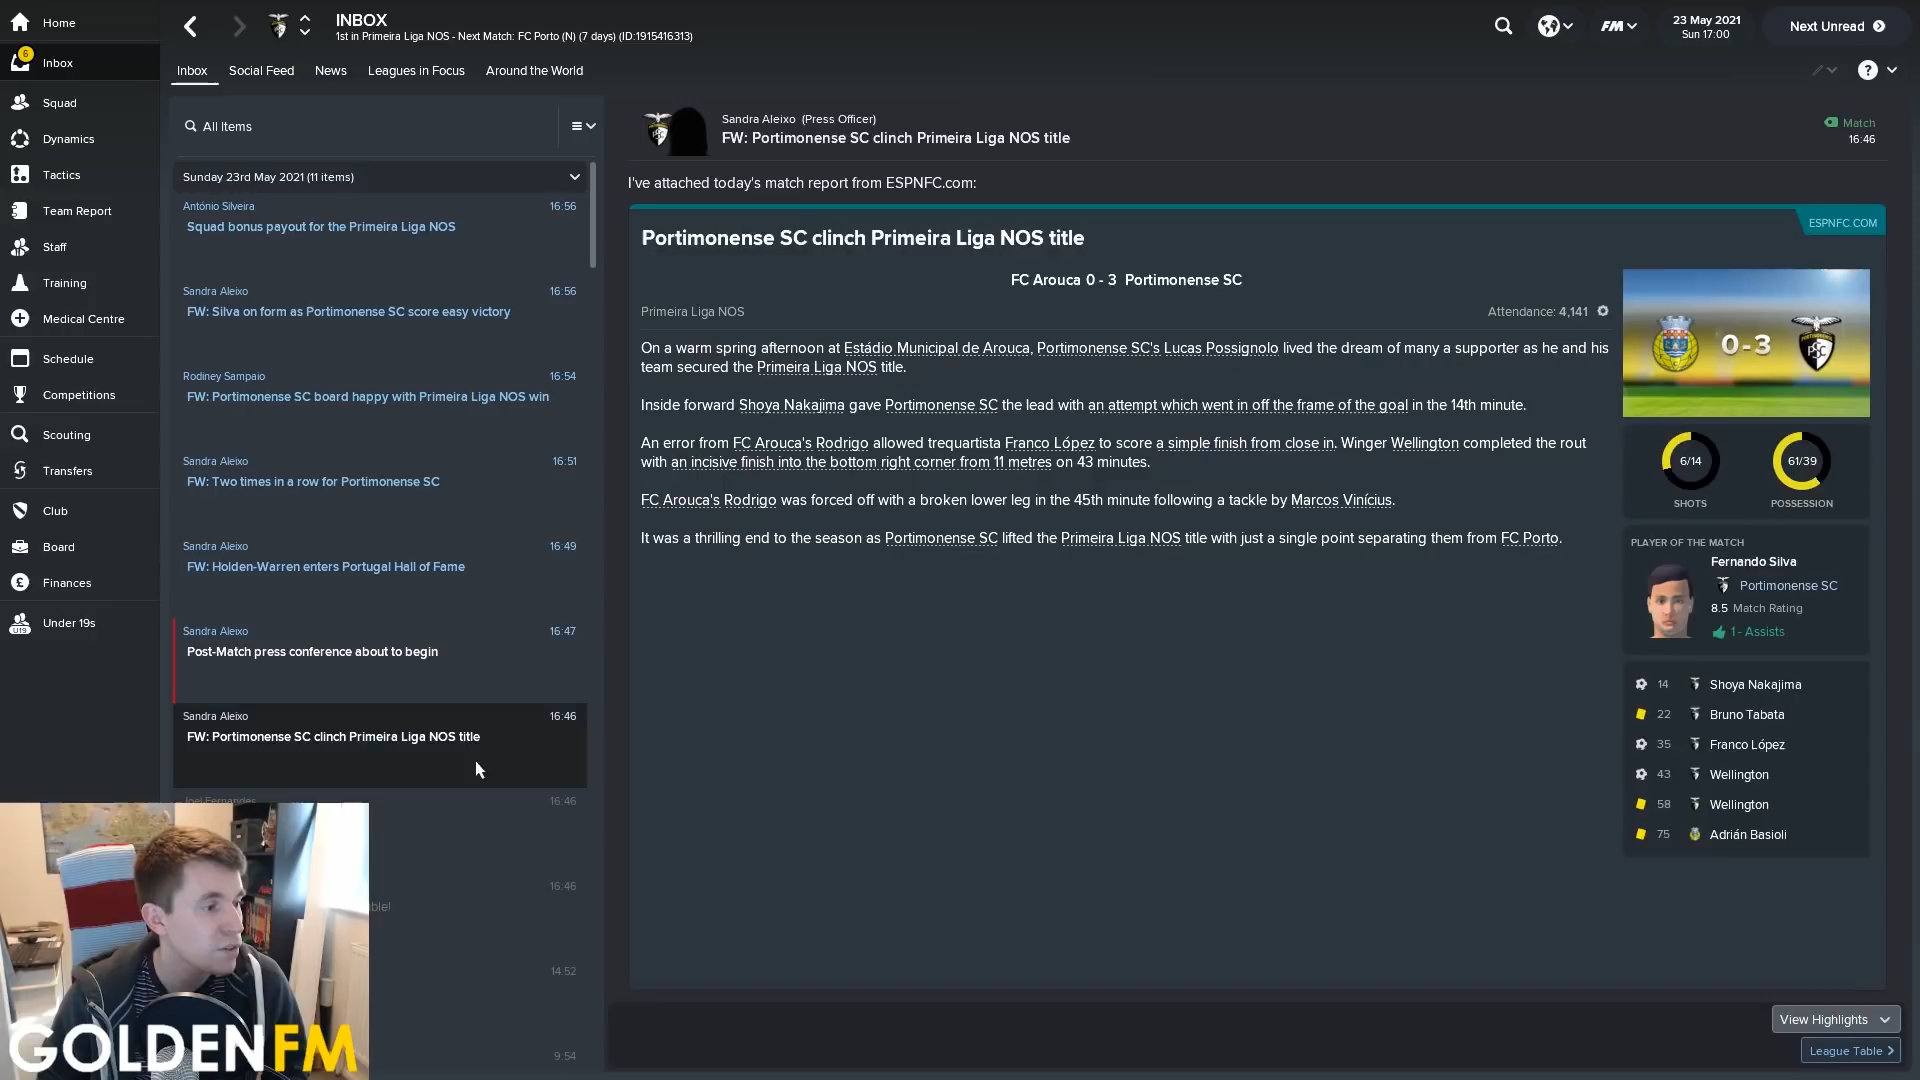 Home
6
Inbox
Squad
Dynamics
Tactics
Team Report
Staff
Training
Medical Centre
Schedule
Competitions
Scouting
Transfers
Club
Board
Finances
U19
Under 19s
INBOX
1st in Primeira Liga NOS - Next Match: FC Porto (N) (7 days) (ID:1915416313)
FM
23 May 2021
Sun 17:00
Next Unread
Inbox Social Feed News Leagues in Focus Around the World
?
All Items
Sunday 23rd May 2021 (11 items)
António Silveira 16:56
Squad bonus payout for the Primeira Liga NOS
Sandra Aleixo 16:56
FW: Silva on form as Portimonense SC score easy victory
Rodiney Sampaio 16:54
FW: Portimonense SC board happy with Primeira Liga NOS win
Sandra Aleixo 16:51
FW: Two times in a row for Portimonense SC
Sandra Aleixo 16:49
FW: Holden-Warren enters Portugal Hall of Fame
Sandra Aleixo 16:47
Post-Match press conference about to begin
Sandra Aleixo 16:46
FW: Portimonense SC clinch Primeira Liga NOS title
Joel Fernandes 16:46
16:46
14:52
9:54
Sandra Aleixo (Press Officer)
FW: Portimonense SC clinch Primeira Liga NOS title
Match
16:46
I've attached today's match report from ESPNFC.com:
ESPNFC.COM
Portimonense SC clinch Primeira Liga NOS title
FC Arouca 0 - 3 Portimonense SC
Primeira Liga NOS
Attendance: 4,141
On a warm spring afternoon at Estádio Municipal de Arouca, Portimonense SC's Lucas Possignolo lived the dream of many a supporter as he and his
team secured the Primeira Liga NOS title.
Inside forward Shoya Nakajima gave Portimonense SC the lead with an attempt which went in off the frame of the goal in the 14th minute.
An error from FC Arouca's Rodrigo allowed trequartista Franco López to score a simple finish from close in. Winger Wellington completed the rout
with an incisive finish into the bottom right corner from 11 metres on 43 minutes.
FC Arouca's Rodrigo was forced off with a broken lower leg in the 45th minute following a tackle by Marcos Vinícius.
It was a thrilling end to the season as Portimonense SC lifted the Primeira Liga NOS title with just a single point separating them from FC Porto.
0-3
6/14
SHOTS
61/39
POSSESSION
PLAYER OF THE MATCH
Fernando Silva
Portimonense SC
8.5 Match Rating
1 - Assists
14 Shoya Nakajima
22 Bruno Tabata
35 Franco López
43 Wellington
58 Wellington
75 Adrián Basioli
View Highlights
League Table
GOLDENFM